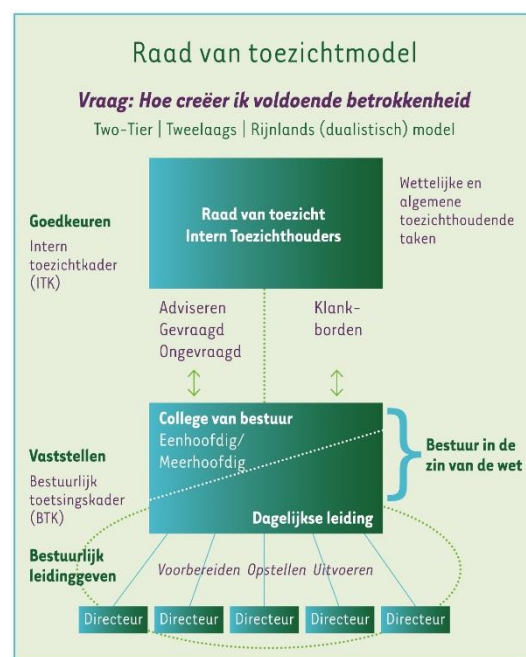 Raad van toezichtmodel
Vraag: Hoe creëer ik voldoende betrokkenheid
Two-Tier | Tweelaags | Rijnlands (dualistisch) model
Goedkeuren
Intern
toezichtkader
(ITK)
Raad van toezicht
Intern Toezichthouders
Wettelijke en
algemene
toezichthoudende
taken
Adviseren
Gevraagd
Ongevraagd
Klank-
borden
Vaststellen
Bestuurlijk
toetsingskader
(BTK)
College van bestuur
Eenhoofdig/
Meerhoofdig
Dagelijkse leiding
Bestuur in de
zin van de wet
Bestuurlijk
leidinggeven
Voorbereiden Opstellen Uitvoeren
Directeur Directeur Directeur Directeur Directeur